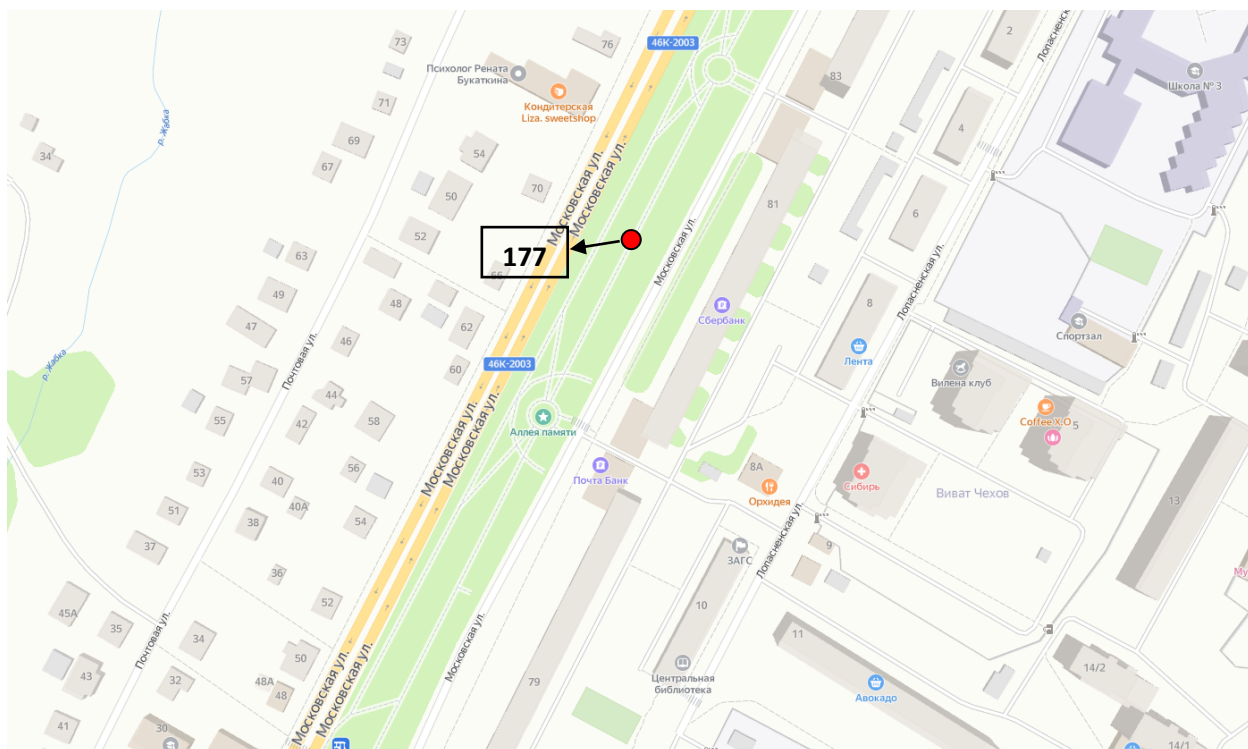 73
76
46К-2003
2
Лопасненск
Психолог Рената
Букаткина
83
Школа № 3
71
Кондитерская
Liza. sweetshop
р. Жабка
69
4
34
67
54
Московская ул.
Московская ул.
70
50
81
6
52
177
63
66
Московская ул.
Лопасненская ул.
49
48
8
47
62
Сбербанк
46
Спортзал
Почтовая ул.
46К-2003
Лента
р. Жабка
60
57
Вилена клуб
44
58
55
42
Аллея памяти
Coffee X.O
5
Московская ул.
Московская ул.
56
53
Почта Банк
8А
40
Сибирь
Орхидея
Виват Чехов
13
51
40А
54
38
Лопасненская ул.
37
9
ЗАГС
36
Му
52
45А
10
35
34
11
Почтовая ул.
Московская ул.
50
14/2
43
32
48А
48
79
Центральная
библиотека
Авокадо
Московская ул.
Московская ул.
41
30
14/1